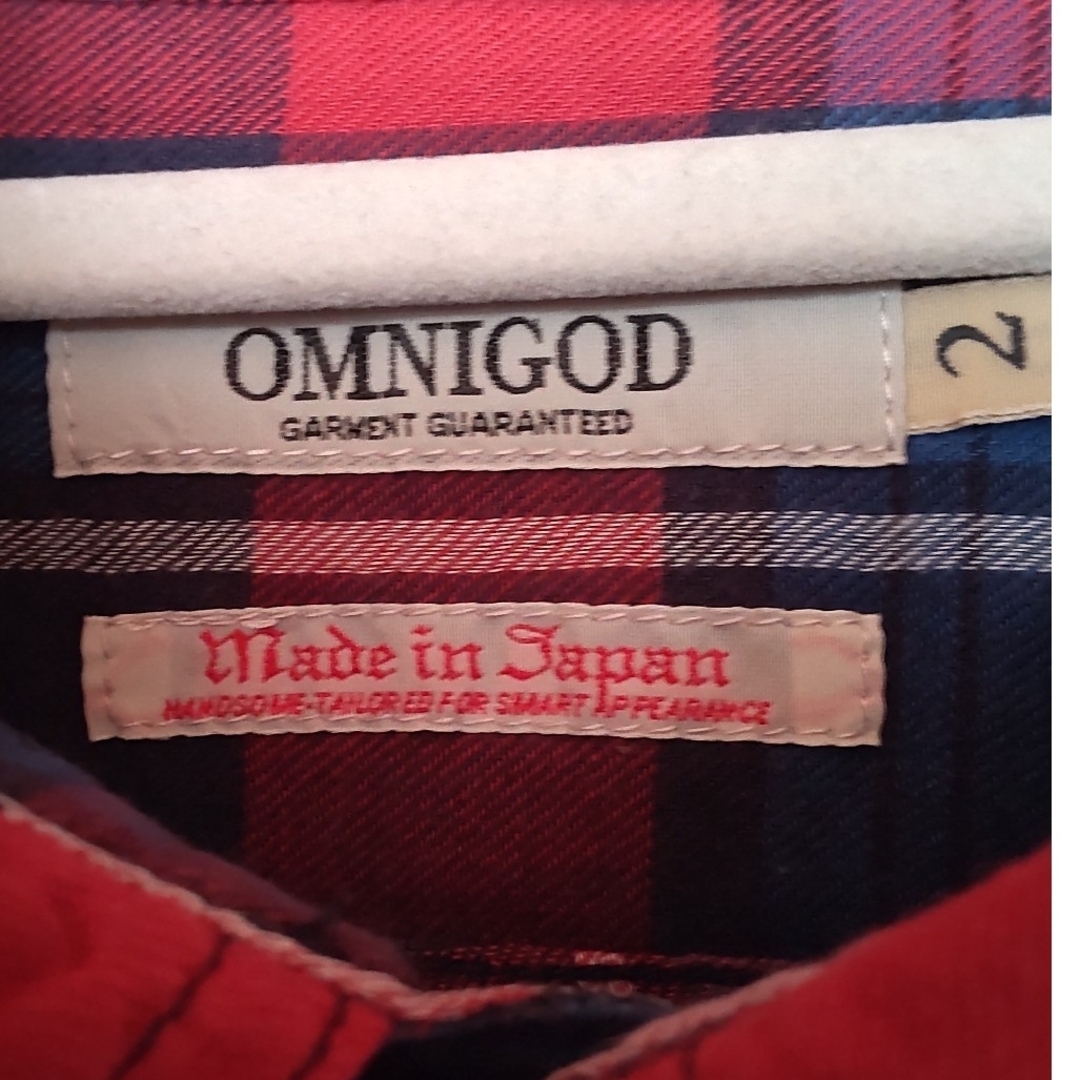 OMNIGOD
GARMENT GUARANTEED
2
Made in Japan
HANDSOME-TAILORED FOR SMART APPEARANCE